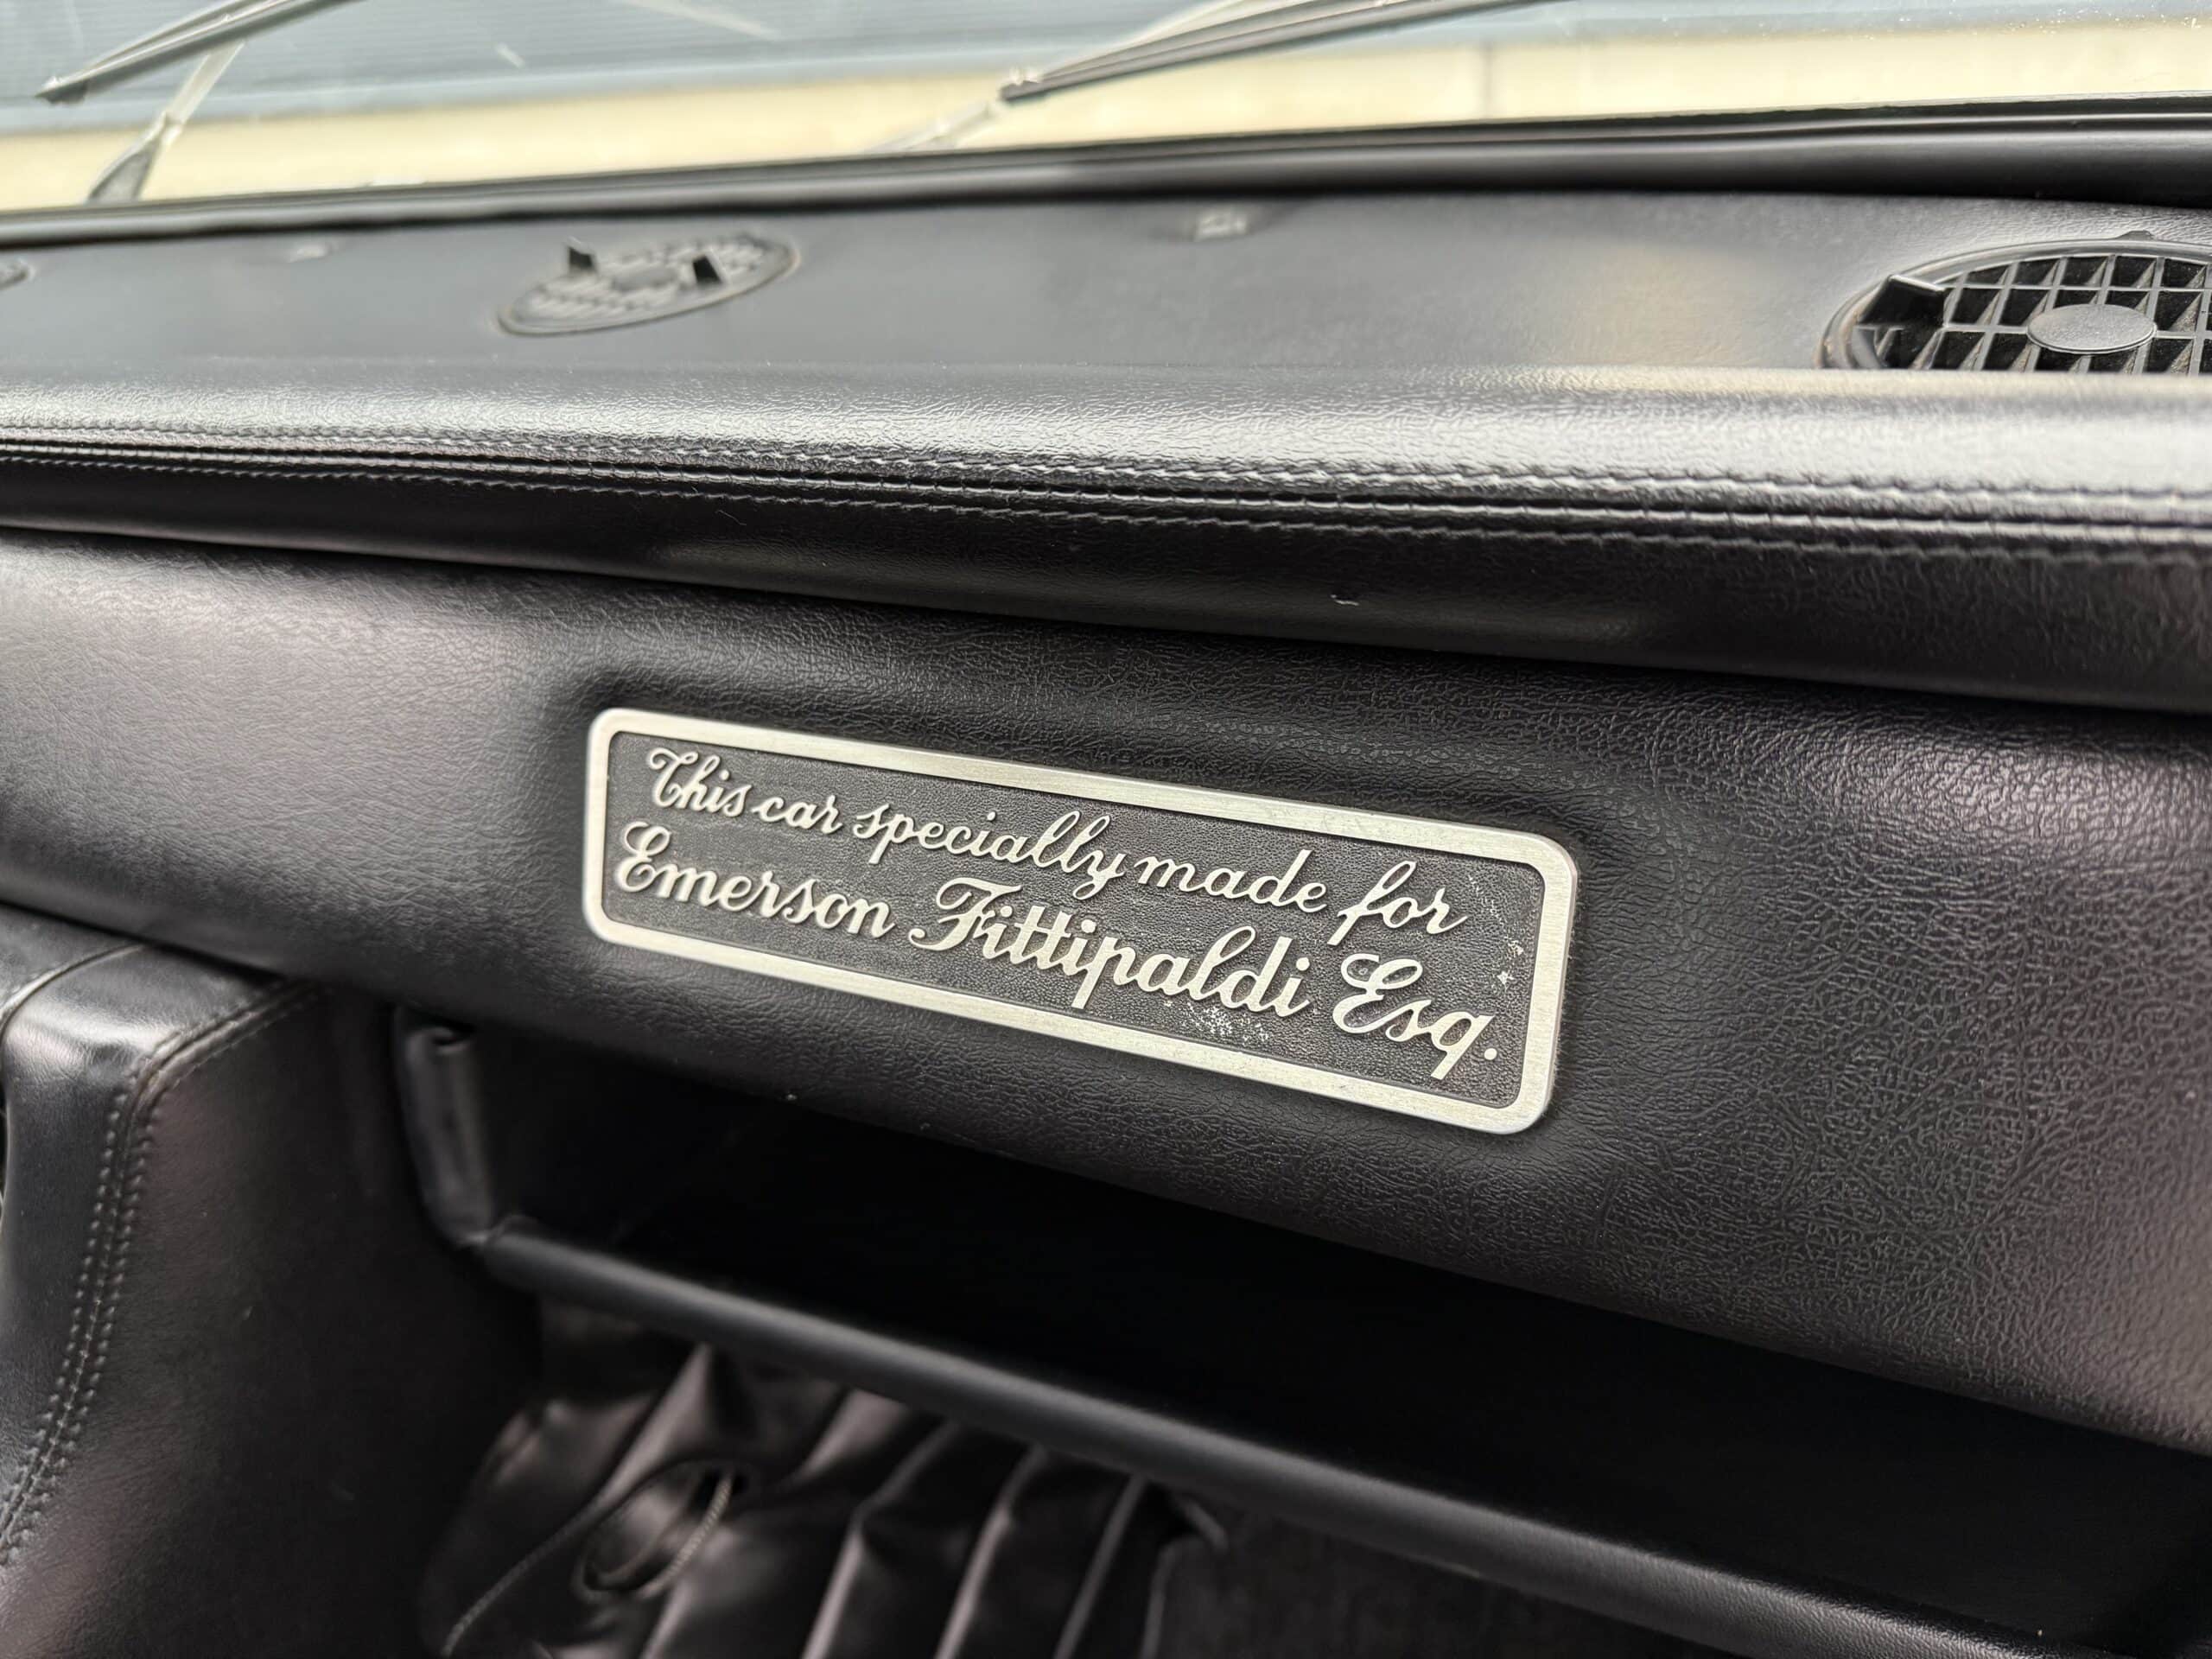 This car specially made for
Emerson Fittipaldi Esq.